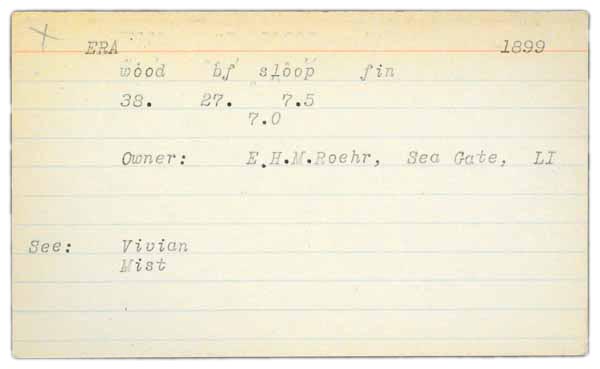 ERA 1899
wood bf sloop fin
38. 27. 7.5
7.0
Owner: E.H.M.Roehr, Sea Gate, LI
See: Vivian
Mist